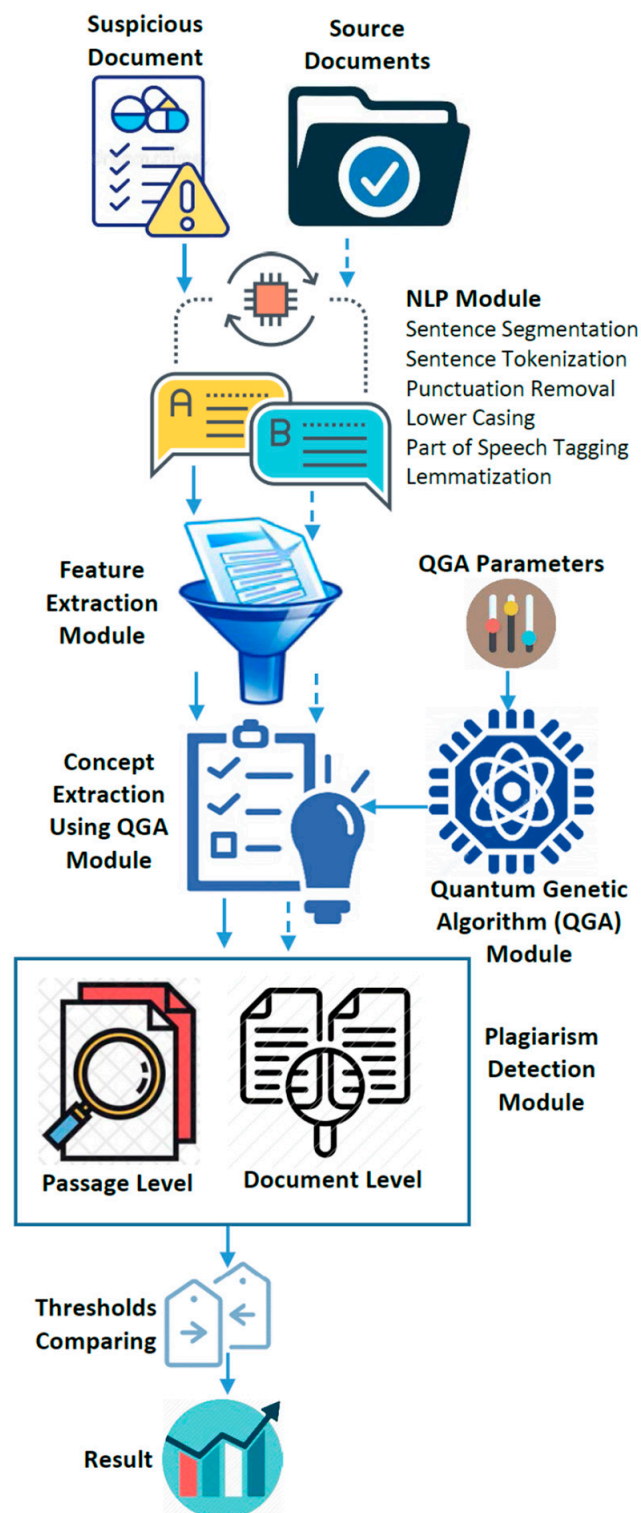 Suspicious
Document
Source
Documents
NLP Module
Sentence Segmentation
Sentence Tokenization
Punctuation Removal
Lower Casing
Part of Speech Tagging
Lemmatization
A
B
Feature
Extraction
Module
QGA Parameters
Concept
Extraction
Using QGA
Module
Quantum Genetic
Algorithm (QGA)
Module
Plagiarism
Detection
Module
Passage Level
Document Level
Thresholds
Comparing
Result